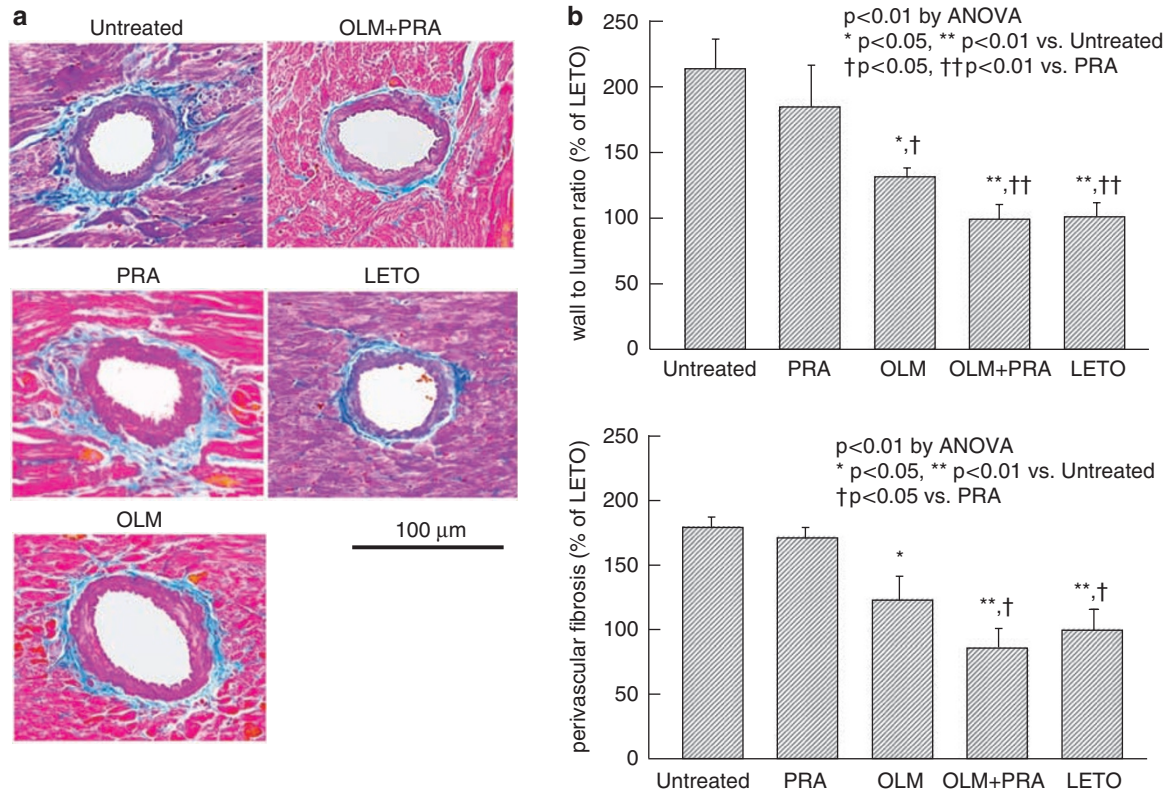 a
Untreated
OLM+PRA
PRA
LETO
OLM
100 μm
b
wall to lumen ratio (% of LETO)
250
200
150
100
50
0
p<0.01 by ANOVA
* p<0.05, ** p<0.01 vs. Untreated
†p<0.05, ††p<0.01 vs. PRA
*,†
**,††
**,††
Untreated
PRA
OLM
OLM+PRA
LETO
perivascular fibrosis (% of LETO)
250
200
150
100
50
0
p<0.01 by ANOVA
* p<0.05, ** p<0.01 vs. Untreated
†p<0.05 vs. PRA
*
**,†
**,†
Untreated
PRA
OLM
OLM+PRA
LETO